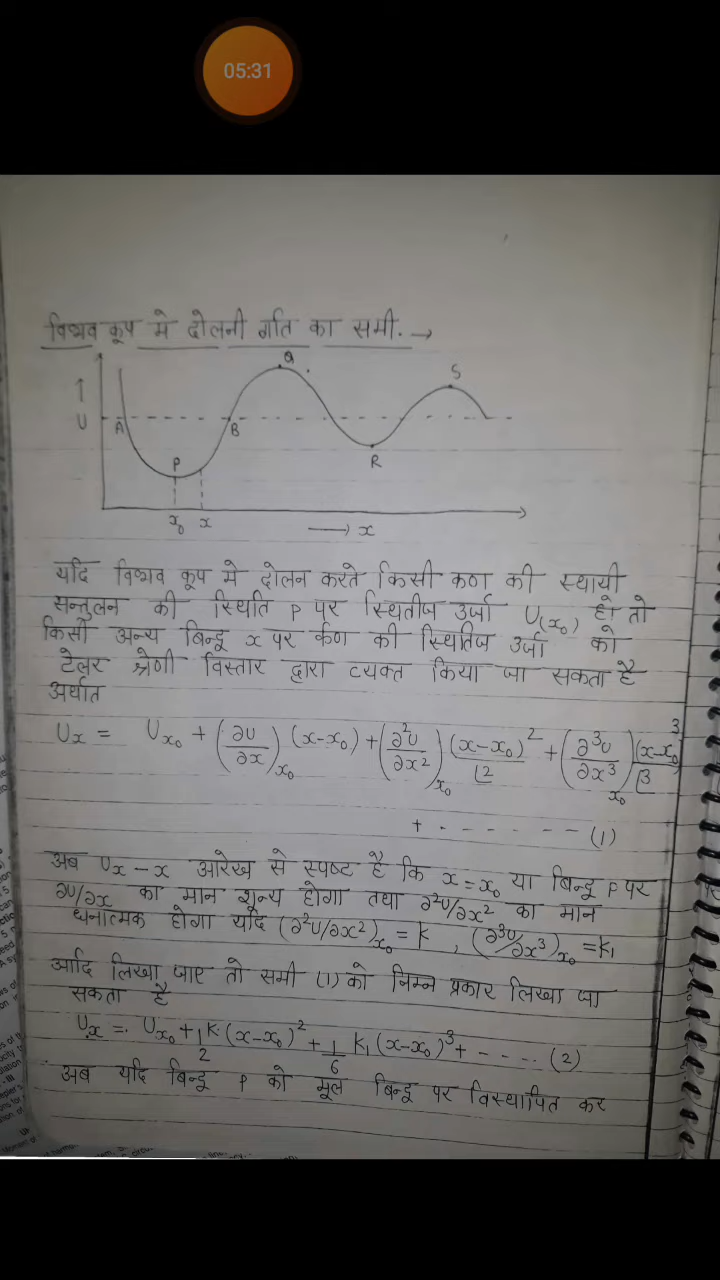 05:31
विभव कूप मे दोलनी गति का समी. →
Q
S
↑
U
A
B
P
R
x₀ x ⟶ x
यदि विभव कूप मे दोलन करते किसी कण की स्थायी
सन्तुलन की स्थिति P पर स्थितीज उर्जा U(x₀) हो तो
किसी अन्य बिन्दु x पर कण की स्थितिज उर्जा को
टेलर श्रेणी विस्तार द्वारा व्यक्त किया जा सकता है
अर्थात
Uₓ = Uₓ₀ + (∂U/∂x)ₓ₀ (x-x₀) + (∂²U/∂x²)ₓ₀ (x-x₀)²/⌊2 + (∂³U/∂x³)ₓ₀ (x-x₀)³/⌊3
+ - - - - - - - (1)
अब Uₓ-x आरेख से स्पष्ट है कि x=x₀ या बिन्दु P पर
∂U/∂x का मान शून्य होगा तथा ∂²U/∂x² का मान
धनात्मक होगा यदि (∂²U/∂x²)ₓ₀ = K , (∂³U/∂x³)ₓ₀ = K₁
आदि लिखा जाए तो समी (1) को निम्न प्रकार लिखा जा
सकता है
Uₓ = Uₓ₀ + 1/2 K (x-x₀)² + 1/6 K₁ (x-x₀)³ + - - - - - (2)
अब यदि बिन्दु P को मूल बिन्दु पर विस्थापित कर